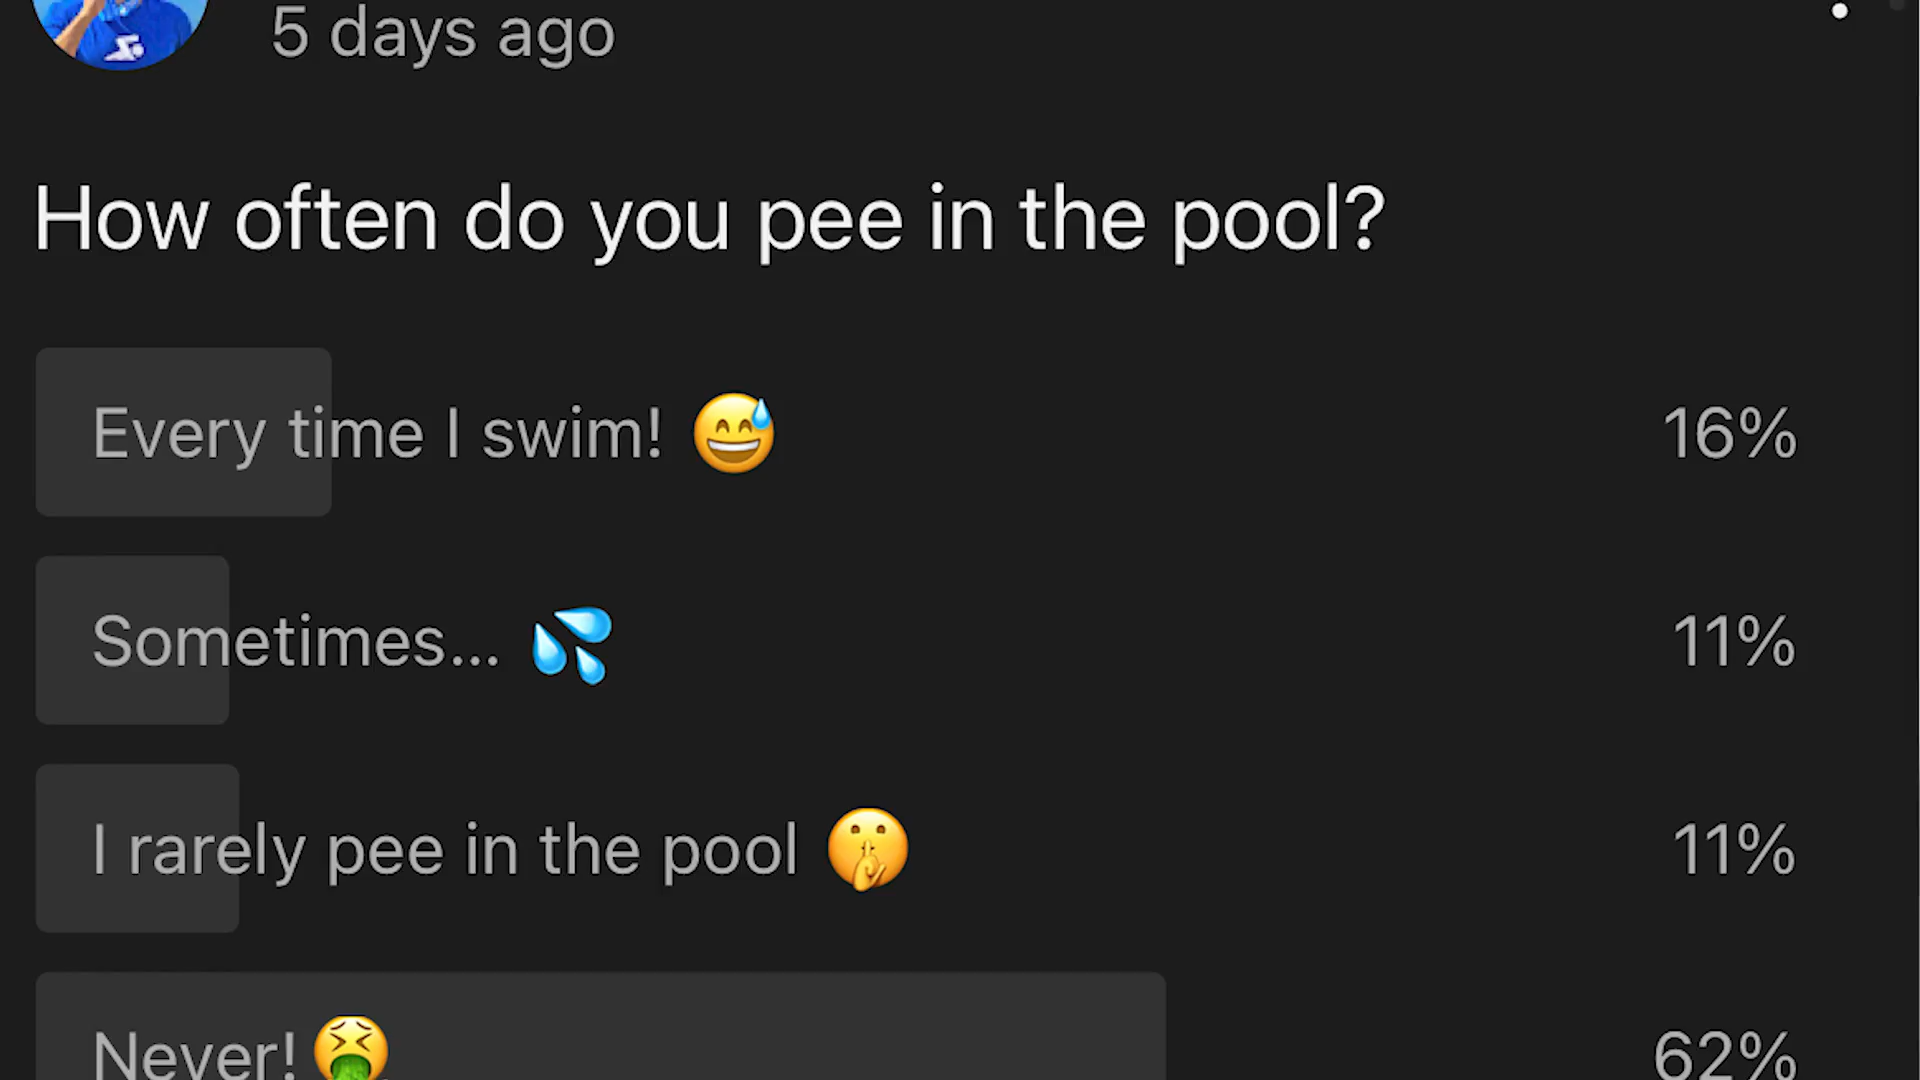 5 days ago
How often do you pee in the pool?
Every time I swim! 😅 16%
Sometimes... 💦 11%
I rarely pee in the pool 🤫 11%
Never! 🤮 62%